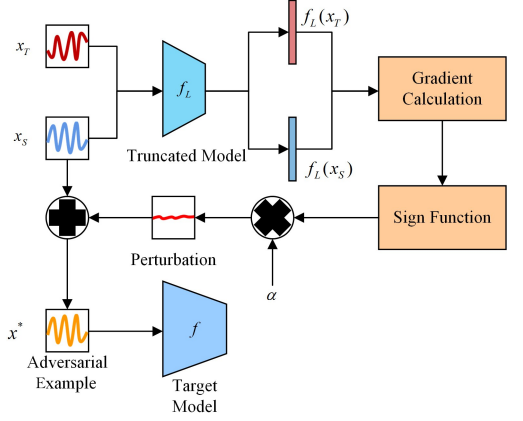 x_T
f_L(x_T)
f_L
Gradient
Calculation
x_S
Truncated Model
f_L(x_S)
Sign Function
Perturbation
α
x*
f
Adversarial
Example
Target
Model